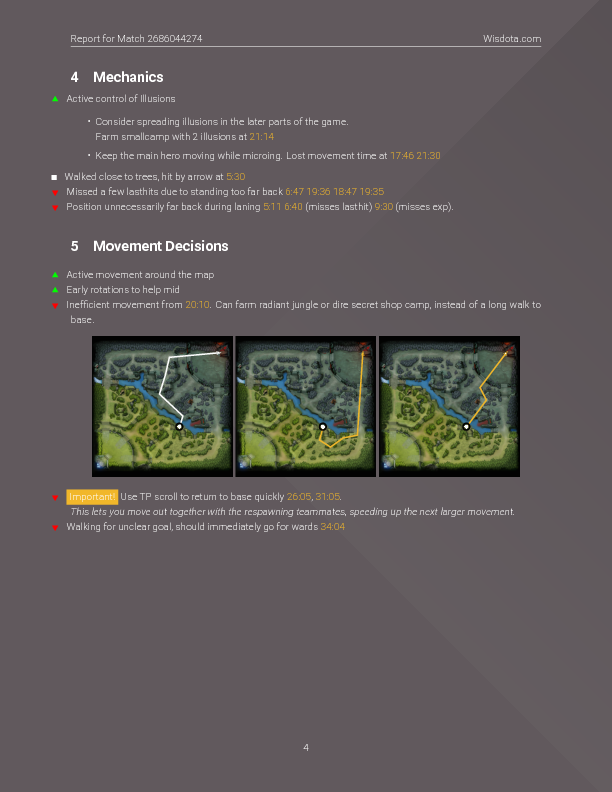 Report for Match 2686044274 Wisdota.com
4 Mechanics
Active control of Illusions
• Consider spreading illusions in the later parts of the game.
Farm smallcamp with 2 illusions at 21:14
• Keep the main hero moving while microing. Lost movement time at 17:46 21:30
Walked close to trees, hit by arrow at 5:30
Missed a few lasthits due to standing too far back 6:47 19:36 18:47 19:35
Position unnecessarily far back during laning 5:11 6:40 (misses lasthit) 9:30 (misses exp).
5 Movement Decisions
Active movement around the map
Early rotations to help mid
Inefficient movement from 20:10. Can farm radiant jungle or dire secret shop camp, instead of a long walk to
base.
Important! Use TP scroll to return to base quickly 26:05, 31:05.
This lets you move out together with the respawning teammates, speeding up the next larger movement.
Walking for unclear goal, should immediately go for wards 34:04
4